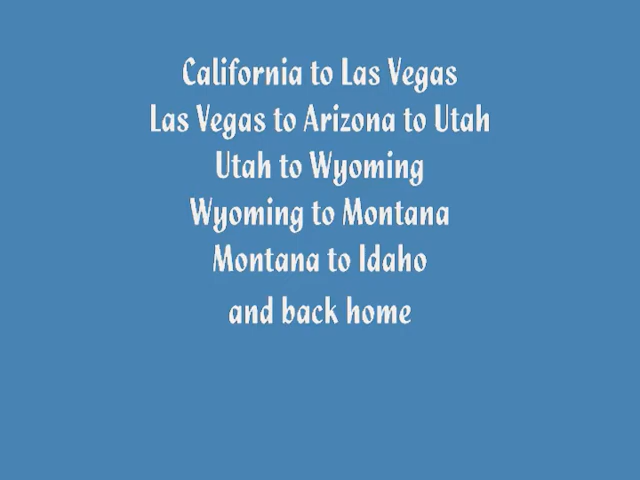 California to Las Vegas
Las Vegas to Arizona to Utah
Utah to Wyoming
Wyoming to Montana
Montana to Idaho
and back home